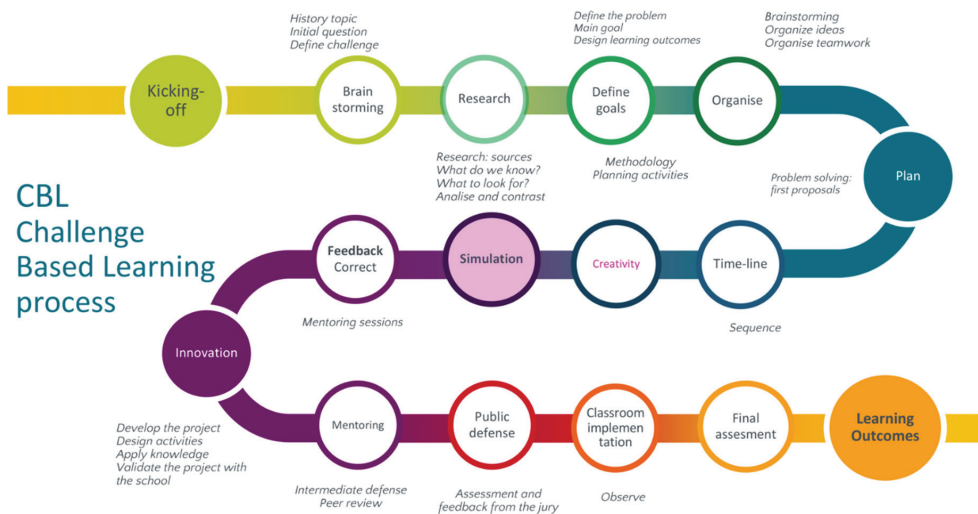 History topic
Initial question
Define challenge
Define the problem
Main goal
Design learning outcomes
Brainstorming
Organize ideas
Organise teamwork
Kicking-
off
Brain
storming
Research
Define
goals
Organise
Research: sources
What do we know?
What to look for?
Analise and contrast
Methodology
Planning activities
Problem solving:
first proposals
Plan
CBL
Challenge
Based Learning
process
Feedback
Correct
Simulation
Creativity
Time-line
Mentoring sessions
Sequence
Innovation
Mentoring
Public
defense
Classroom
implemen
tation
Final
assesment
Learning
Outcomes
Develop the project
Design activities
Apply knowledge
Validate the project with
the school
Intermediate defense
Peer review
Assessment and
feedback from the jury
Observe